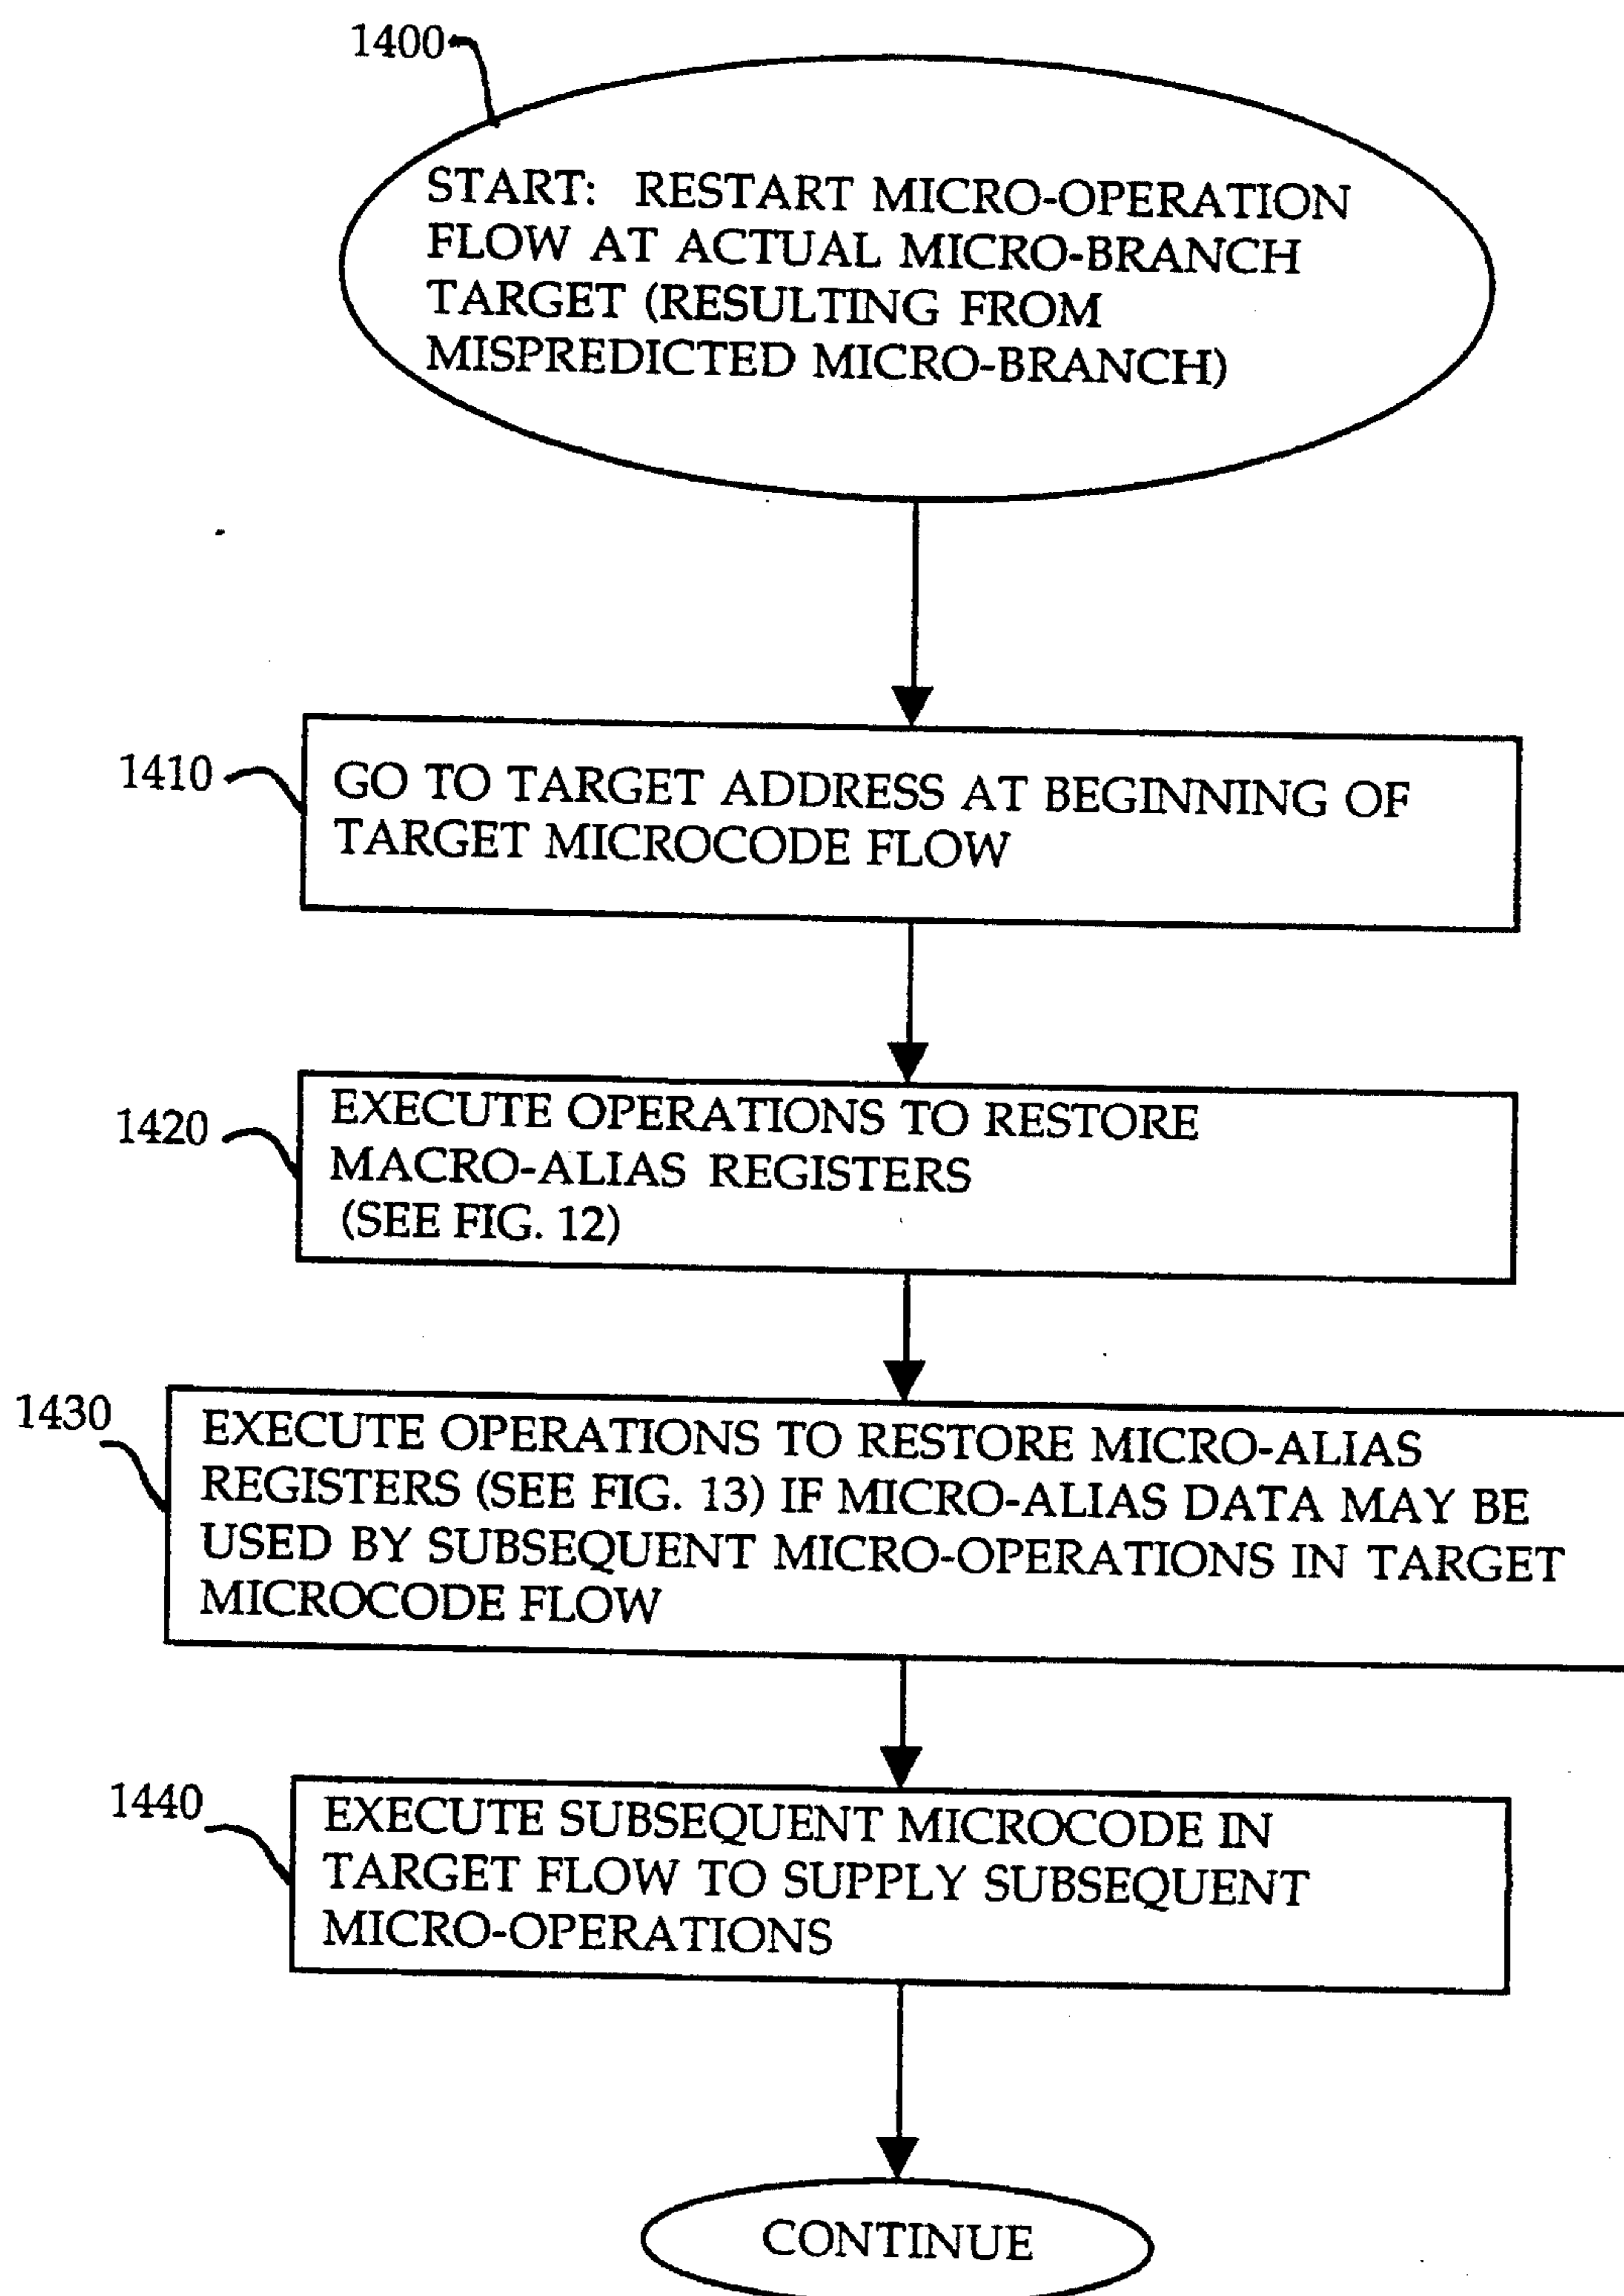 1400
START: RESTART MICRO-OPERATION
FLOW AT ACTUAL MICRO-BRANCH
TARGET (RESULTING FROM
MISPREDICTED MICRO-BRANCH)
1410
GO TO TARGET ADDRESS AT BEGINNING OF
TARGET MICROCODE FLOW
1420
EXECUTE OPERATIONS TO RESTORE
MACRO-ALIAS REGISTERS
(SEE FIG. 12)
1430
EXECUTE OPERATIONS TO RESTORE MICRO-ALIAS
REGISTERS (SEE FIG. 13) IF MICRO-ALIAS DATA MAY BE
USED BY SUBSEQUENT MICRO-OPERATIONS IN TARGET
MICROCODE FLOW
1440
EXECUTE SUBSEQUENT MICROCODE IN
TARGET FLOW TO SUPPLY SUBSEQUENT
MICRO-OPERATIONS
CONTINUE